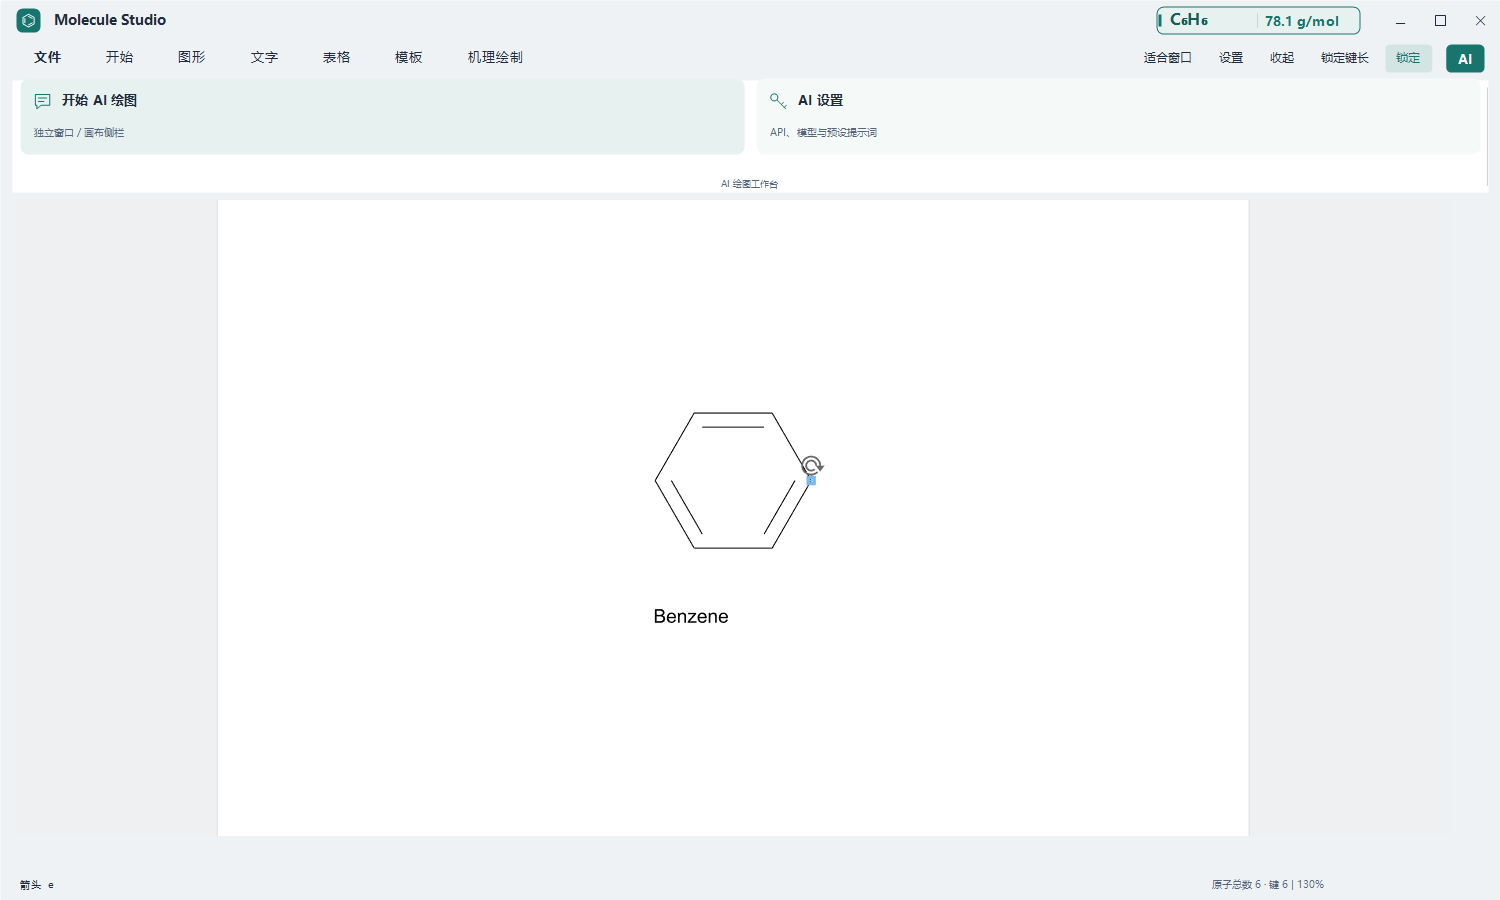 Molecule Studio
C₆H₆ 78.1 g/mol
文件 开始 图形 文字 表格 模板 机理绘制 适合窗口 设置 收起 锁定键长 锁定 AI
开始 AI 绘图
独立窗口 / 画布侧栏
AI 设置
API、模型与预设提示词
AI 绘图工作台
Benzene
箭头 e
原子总数 6 · 键 6 | 130%